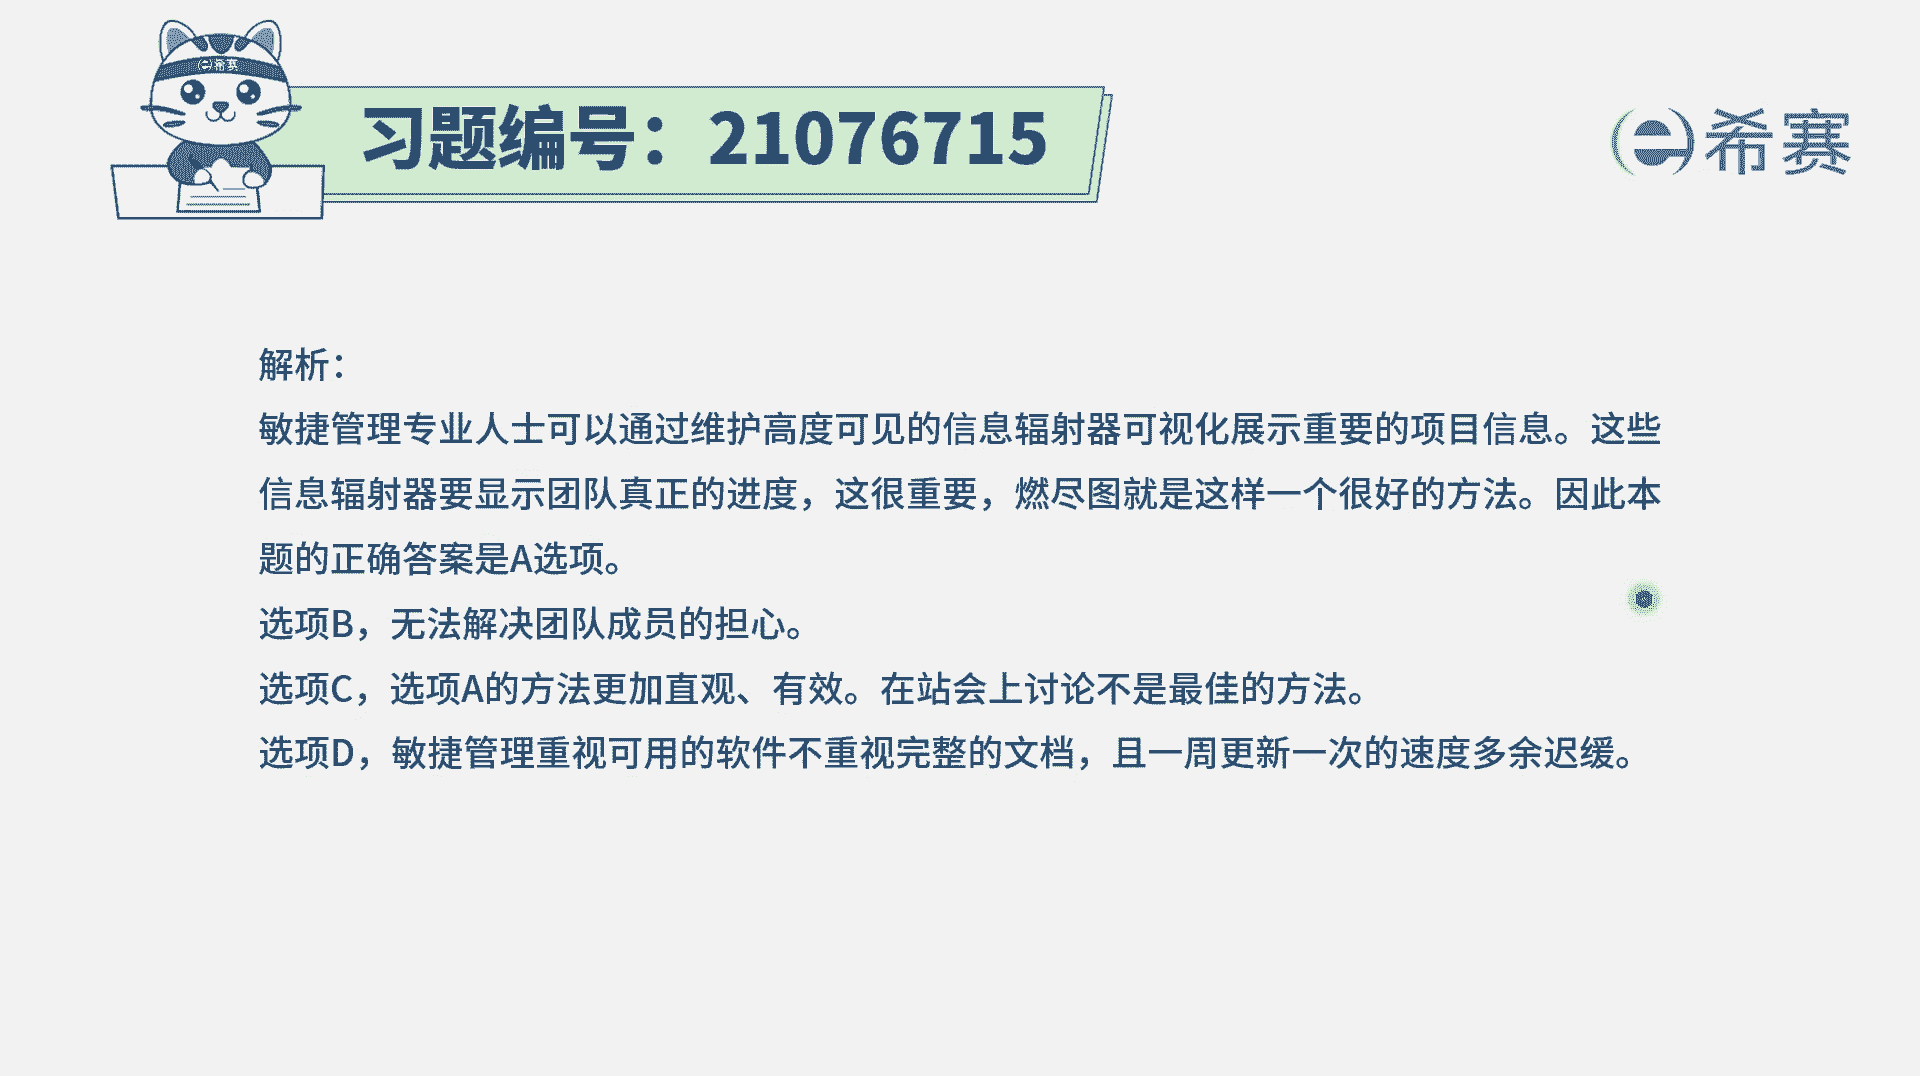 希赛
习题编号：21076715
希赛
解析：
敏捷管理专业人士可以通过维护高度可见的信息辐射器可视化展示重要的项目信息。这些
信息辐射器要显示团队真正的进度，这很重要，燃尽图就是这样一个很好的方法。因此本
题的正确答案是A选项。
选项B，无法解决团队成员的担心。
选项C，选项A的方法更加直观、有效。在站会上讨论不是最佳的方法。
选项D，敏捷管理重视可用的软件不重视完整的文档，且一周更新一次的速度多余迟缓。